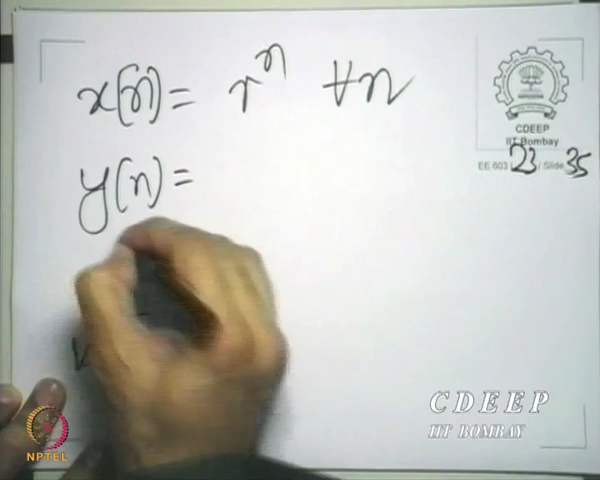 x[n] = r^n ∀n
y[n] =
CDEEP
IIT Bombay
EE 603 L 23 / Slide 35
CDEEP
IIT BOMBAY
NPTEL